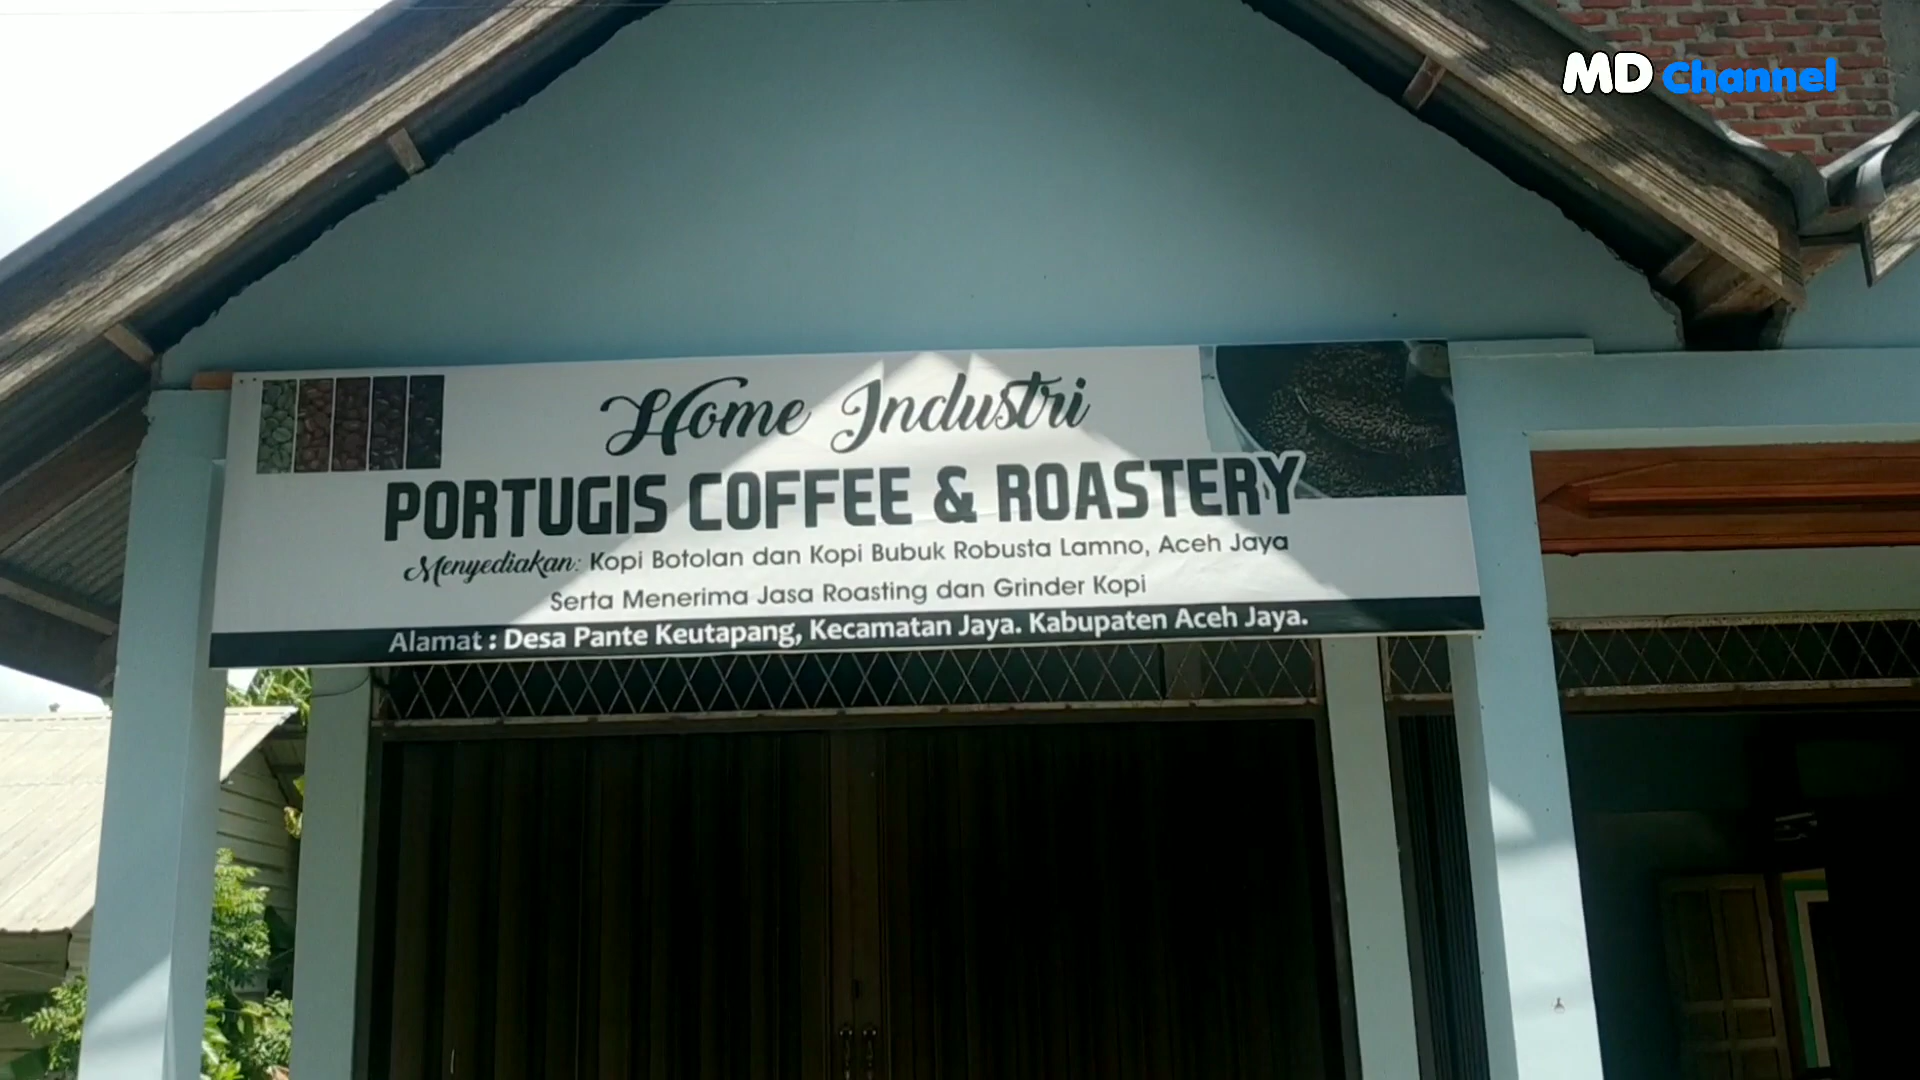 MD Channel
Home Industri
PORTUGIS COFFEE & ROASTERY
Menyediakan: Kopi Botolan dan Kopi Bubuk Robusta Lamno, Aceh Jaya
Serta Menerima Jasa Roasting dan Grinder Kopi
Alamat : Desa Pante Keutapang, Kecamatan Jaya. Kabupaten Aceh Jaya.